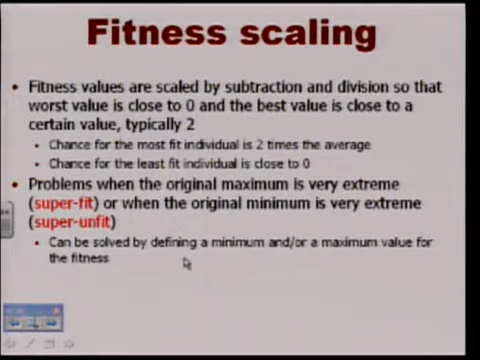 Fitness scaling
• Fitness values are scaled by subtraction and division so that
worst value is close to 0 and the best value is close to a
certain value, typically 2
• Chance for the most fit individual is 2 times the average
• Chance for the least fit individual is close to 0
• Problems when the original maximum is very extreme
(super-fit) or when the original minimum is very extreme
(super-unfit)
• Can be solved by defining a minimum and/or a maximum value for
the fitness